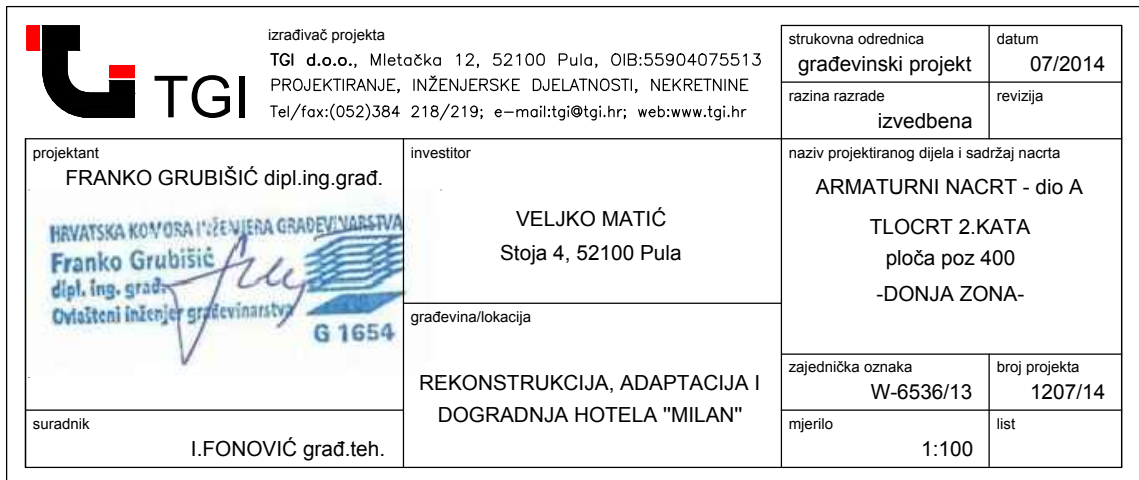 TGI
izrađivač projekta
TGI d.o.o., Mletačka 12, 52100 Pula, OIB:55904075513
PROJEKTIRANJE, INŽENJERSKE DJELATNOSTI, NEKRETNINE
Tel/fax:(052)384 218/219; e-mail:tgi@tgi.hr; web:www.tgi.hr
strukovna odrednica
građevinski projekt
datum
07/2014
razina razrade
izvedbena
revizija
projektant
FRANKO GRUBIŠIĆ dipl.ing.građ.
HRVATSKA KOMORA INŽENJERA GRAĐEVINARSTVA
Franko Grubišić
dipl. ing. građ.
Ovlašteni inženjer građevinarstva
G 1654
suradnik
I.FONOVIĆ građ.teh.
investitor
VELJKO MATIĆ
Stoja 4, 52100 Pula
građevina/lokacija
REKONSTRUKCIJA, ADAPTACIJA I
DOGRADNJA HOTELA "MILAN"
naziv projektiranog dijela i sadržaj nacrta
ARMATURNI NACRT - dio A
TLOCRT 2.KATA
ploča poz 400
-DONJA ZONA-
zajednička oznaka
W-6536/13
broj projekta
1207/14
mjerilo
1:100
list